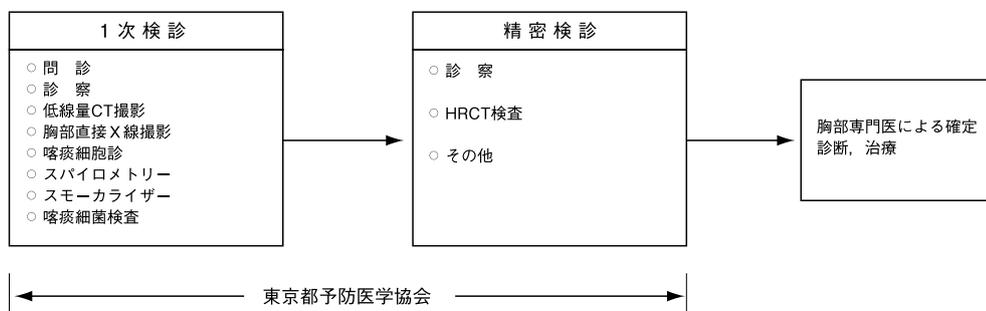 1次検診
○ 問　診
○ 診　察
○ 低線量CT撮影
○ 胸部直接X線撮影
○ 喀痰細胞診
○ スパイロメトリー
○ スモーカライザー
○ 喀痰細菌検査
精密検診
○ 診　察
○ HRCT検査
○ その他
胸部専門医による確定
診断，治療
東京都予防医学協会